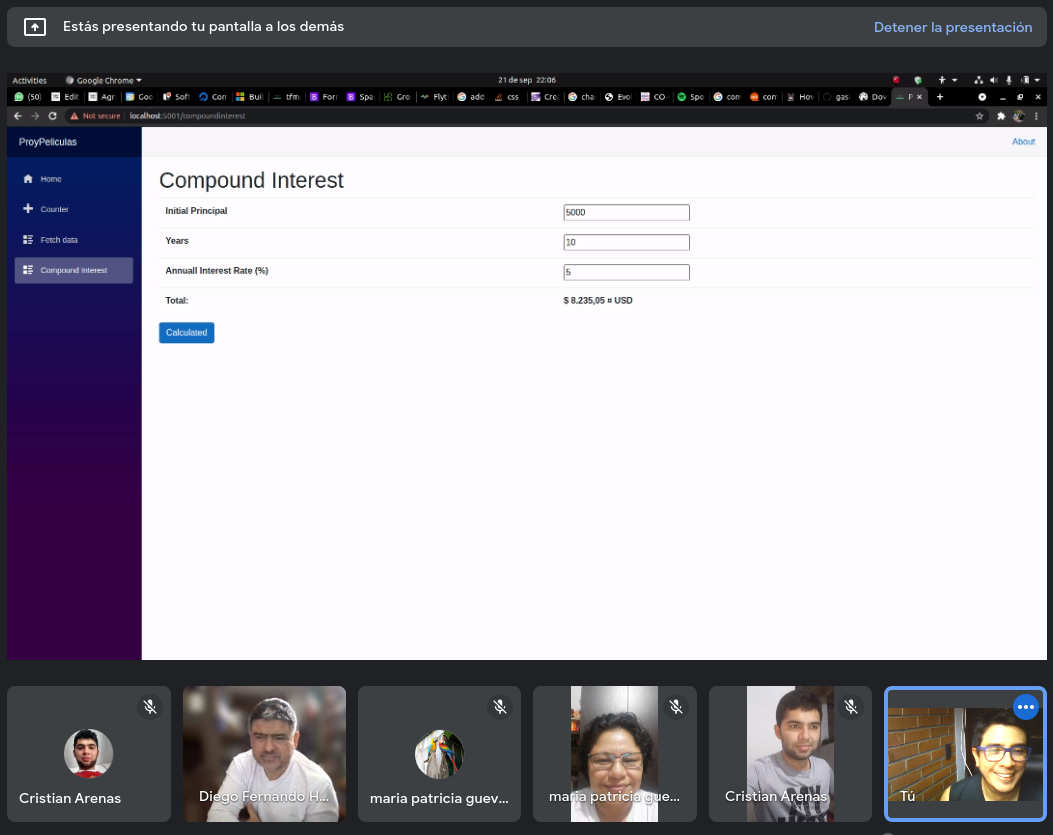 Estás presentando tu pantalla a los demás
Detener la presentación
Activities
Google Chrome
21 de sep 22:06
(50) Edit Agr Goo Soft Con Buil tfm For Spa Gro Flyt add css Crea cha Evol CO- Spo com com Hov gasi Dov P
Not secure localhost:5001/compoundinterest
ProyPeliculas
About
Home
Counter
Fetch data
Compound Interest
Compound Interest
Initial Principal
5000
Years
10
Annuall Interest Rate (%)
5
Total:
$ 8.235,05 ¤ USD
Calculated
Cristian Arenas
Diego Fernando H...
maria patricia guev...
maria patricia gue...
Cristian Arenas
Tú